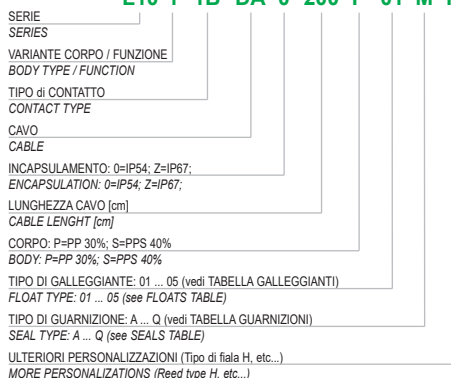 SERIE
SERIES
VARIANTE CORPO / FUNZIONE
BODY TYPE / FUNCTION
TIPO di CONTATTO
CONTACT TYPE
CAVO
CABLE
INCAPSULAMENTO: 0=IP54; Z=IP67;
ENCAPSULATION: 0=IP54; Z=IP67;
LUNGHEZZA CAVO [cm]
CABLE LENGHT [cm]
CORPO: P=PP 30%; S=PPS 40%
BODY: P=PP 30%; S=PPS 40%
TIPO DI GALLEGGIANTE: 01 ... 05 (vedi TABELLA GALLEGGIANTI)
FLOAT TYPE: 01 ... 05 (see FLOATS TABLE)
TIPO DI GUARNIZIONE: A ... Q (vedi TABELLA GUARNIZIONI)
SEAL TYPE: A ... Q (see SEALS TABLE)
ULTERIORI PERSONALIZZAZIONI (Tipo di fiala H, etc...)
MORE PERSONALIZATIONS (Reed type H, etc...)